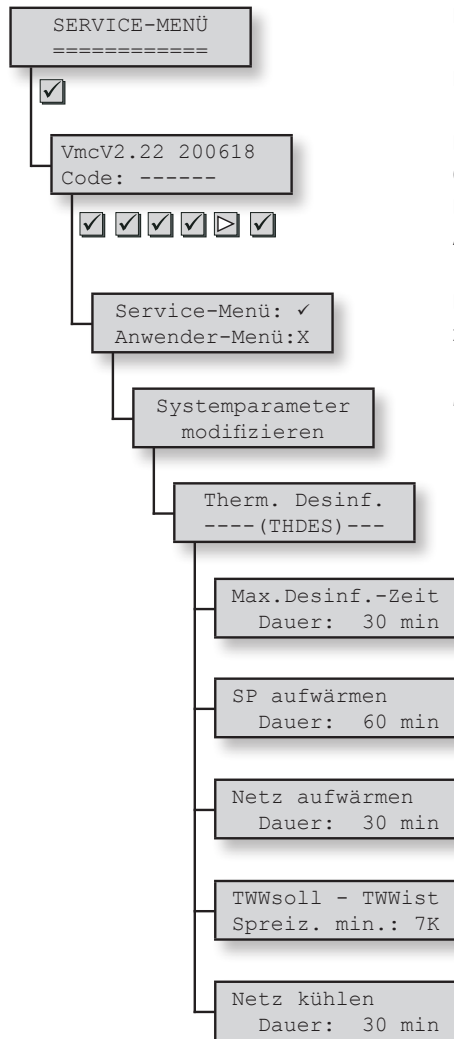 SERVICE-MENÜ
============
VmcV2.22 200618
Code: ------
Service-Menü: ✓
Anwender-Menü:X
Systemparameter
modifizieren
Therm. Desinf.
----(THDES)---
Max.Desinf.-Zeit
Dauer: 30 min
SP aufwärmen
Dauer: 60 min
Netz aufwärmen
Dauer: 30 min
TWWsoll - TWWist
Spreiz. min.: 7K
Netz kühlen
Dauer: 30 min